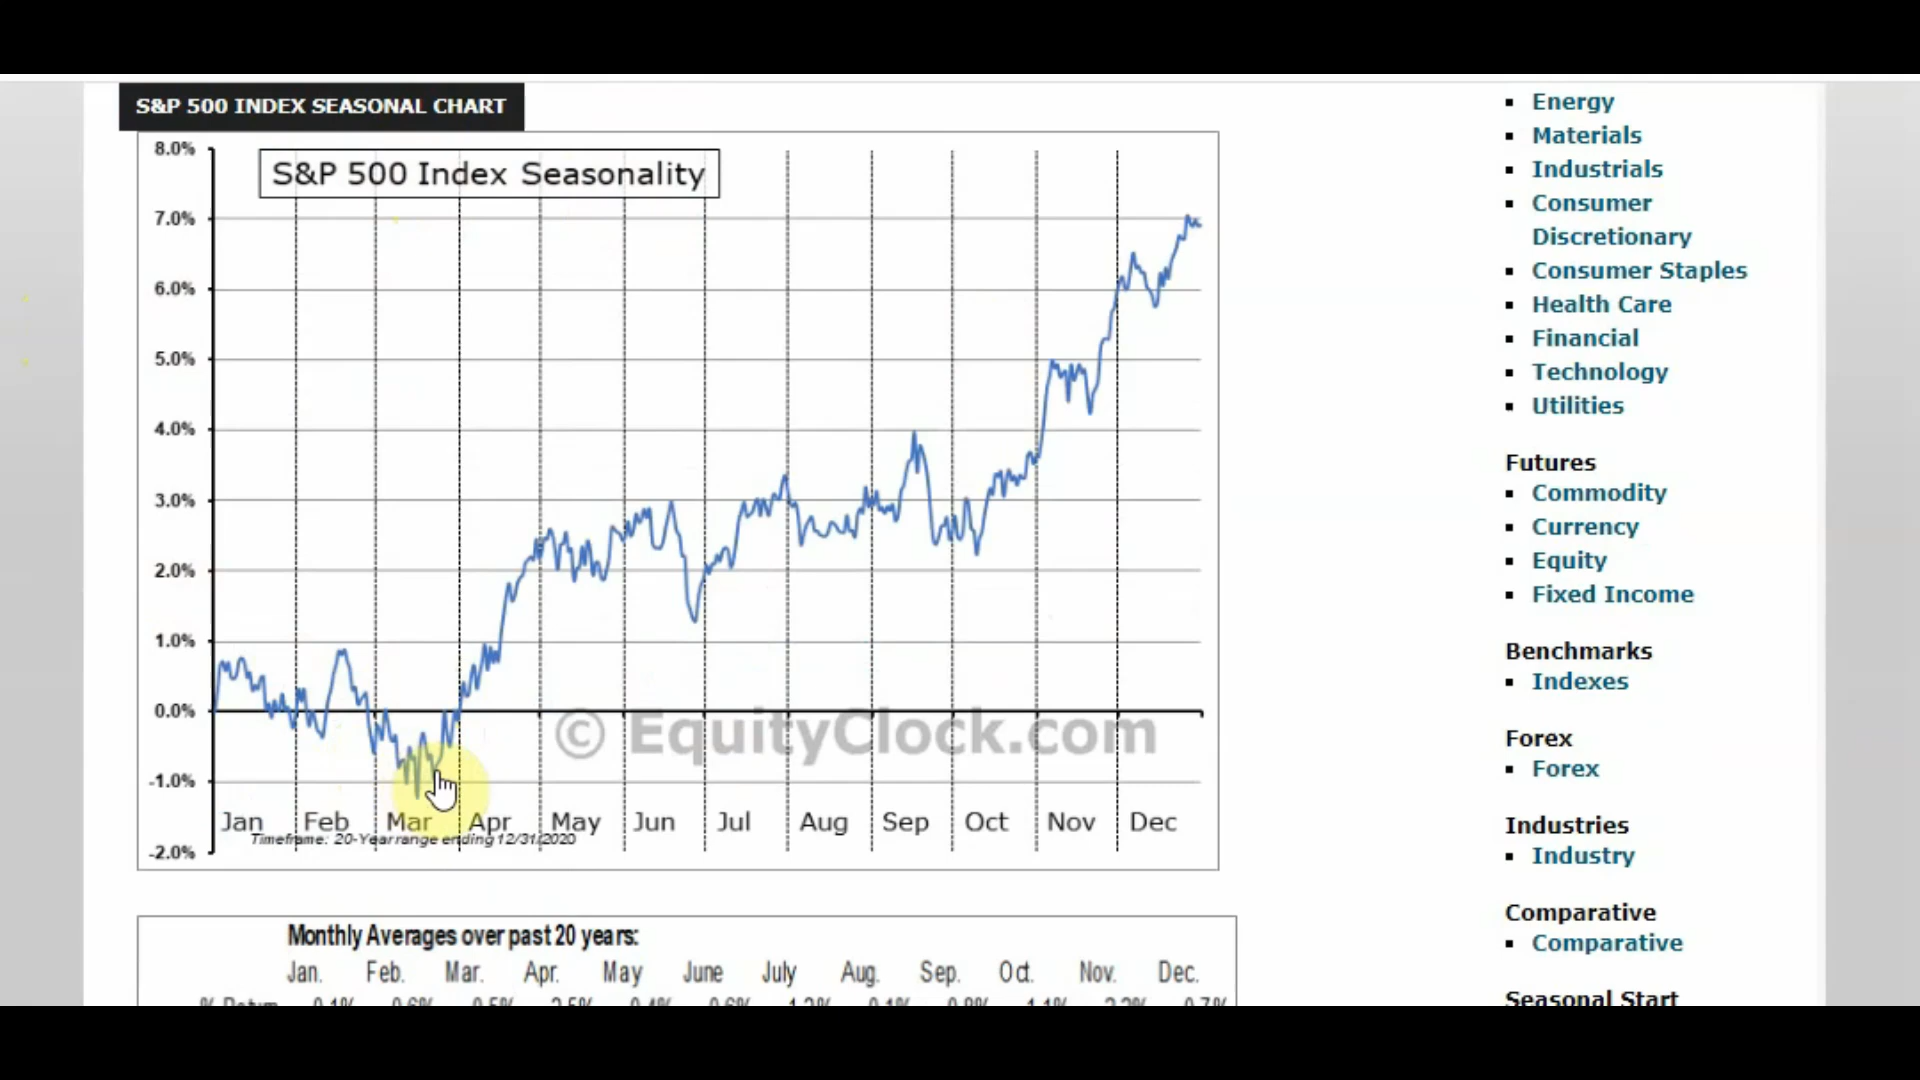 S&P 500 INDEX SEASONAL CHART
S&P 500 Index Seasonality
8.0%
7.0%
6.0%
5.0%
4.0%
3.0%
2.0%
1.0%
0.0%
-1.0%
-2.0%
© EquityClock.com
Jan Feb Mar Apr May Jun Jul Aug Sep Oct Nov Dec
Timeframe: 20-Year range ending 12/31/2020
Monthly Averages over past 20 years:
Jan. Feb. Mar. Apr. May June July Aug. Sep. Oct. Nov. Dec.
% Return
Energy
Materials
Industrials
Consumer
Discretionary
Consumer Staples
Health Care
Financial
Technology
Utilities
Futures
Commodity
Currency
Equity
Fixed Income
Benchmarks
Indexes
Forex
Forex
Industries
Industry
Comparative
Comparative
Seasonal Start